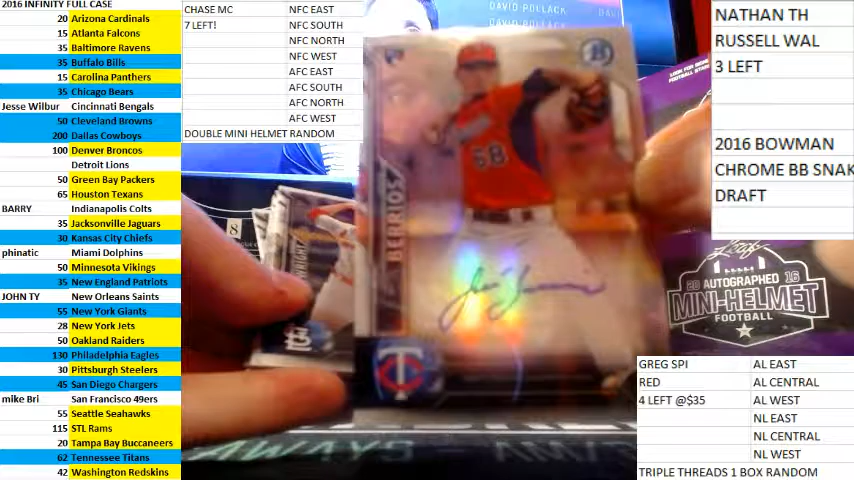 2016 INFINITY FULL CASE
20 Arizona Cardinals
15 Atlanta Falcons
35 Baltimore Ravens
35 Buffalo Bills
15 Carolina Panthers
35 Chicago Bears
Jesse Wilbur Cincinnati Bengals
50 Cleveland Browns
200 Dallas Cowboys
100 Denver Broncos
Detroit Lions
50 Green Bay Packers
65 Houston Texans
BARRY Indianapolis Colts
35 Jacksonville Jaguars
30 Kansas City Chiefs
phinatic Miami Dolphins
50 Minnesota Vikings
35 New England Patriots
JOHN TY New Orleans Saints
55 New York Giants
28 New York Jets
50 Oakland Raiders
130 Philadelphia Eagles
30 Pittsburgh Steelers
45 San Diego Chargers
mike Bri San Francisco 49ers
55 Seattle Seahawks
115 STL Rams
20 Tampa Bay Buccaneers
62 Tennessee Titans
42 Washington Redskins
CHASE MC NFC EAST
7 LEFT! NFC SOUTH
NFC NORTH
NFC WEST
AFC EAST
AFC SOUTH
AFC NORTH
AFC WEST
DOUBLE MINI HELMET RANDOM
DAVID POLLACK
NATHAN TH
RUSSELL WAL
3 LEFT
2016 BOWMAN
CHROME BB SNAK
DRAFT
BERRIOS
68
Leaf
20 AUTOGRAPHED 16
MINI-HELMET
FOOTBALL
GREG SPI AL EAST
RED AL CENTRAL
4 LEFT @$35 AL WEST
NL EAST
NL CENTRAL
NL WEST
TRIPLE THREADS 1 BOX RANDOM